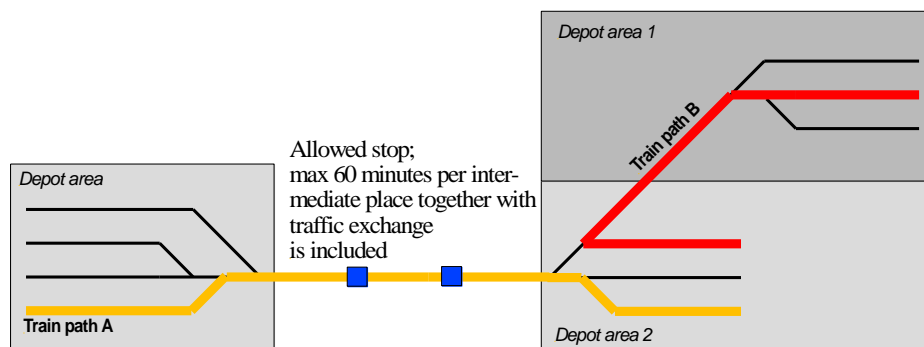 Depot area 1
Train path B
Allowed stop;
max 60 minutes per inter-
mediate place together with
traffic exchange
is included
Depot area
Train path A
Depot area 2